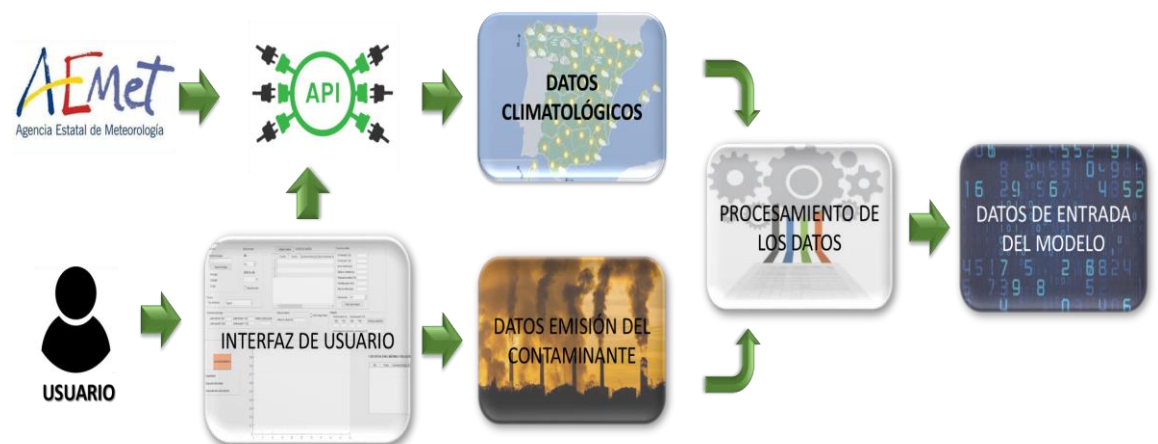 AEMet
Agencia Estatal de Meteorología
API
DATOS
CLIMATOLÓGICOS
PROCESAMIENTO DE
LOS DATOS
DATOS DE ENTRADA
DEL MODELO
USUARIO
INTERFAZ DE USUARIO
DATOS EMISIÓN DEL
CONTAMINANTE